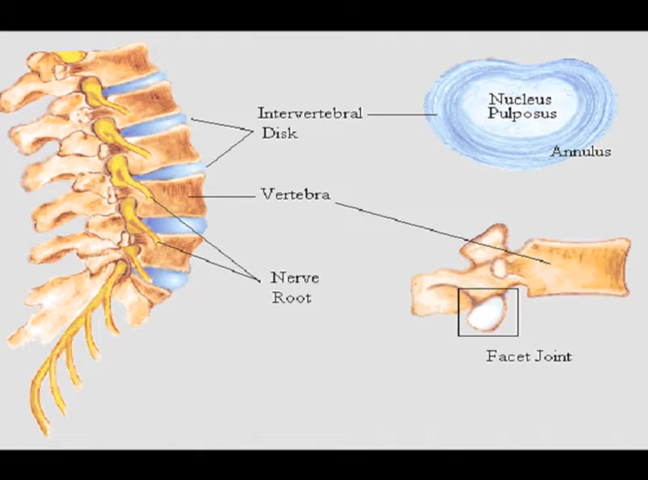 Intervertebral
Disk
Nucleus
Pulposus
Annulus
Vertebra
Nerve
Root
Facet Joint